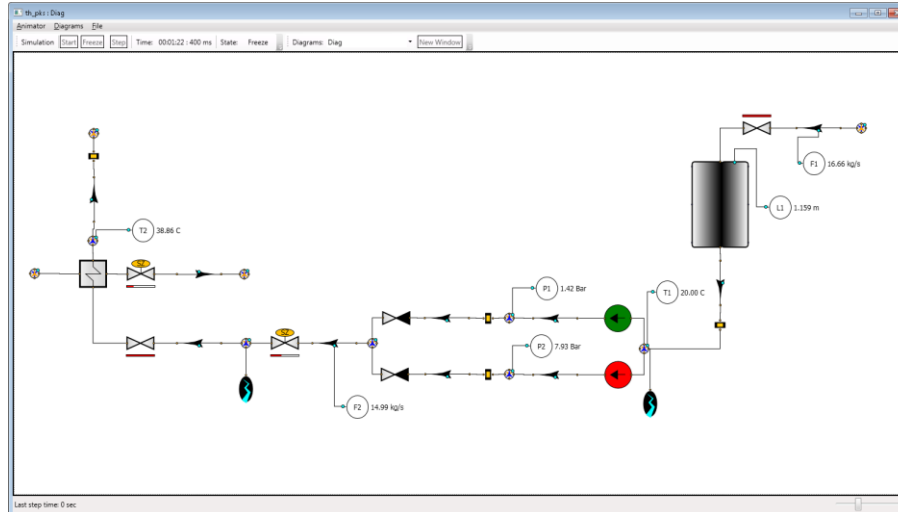 th_pks : Diag
Animator Diagrams File
Simulation Start Freeze Step Time: 00:01:22 : 400 ms State: Freeze Diagrams: Diag New Window
F1 16.66 kg/s
L1 1.159 m
T2 38.86 C
SZ
P1 1.42 Bar
T1 20.00 C
SZ
P2 7.93 Bar
F2 14.99 kg/s
Last step time: 0 sec